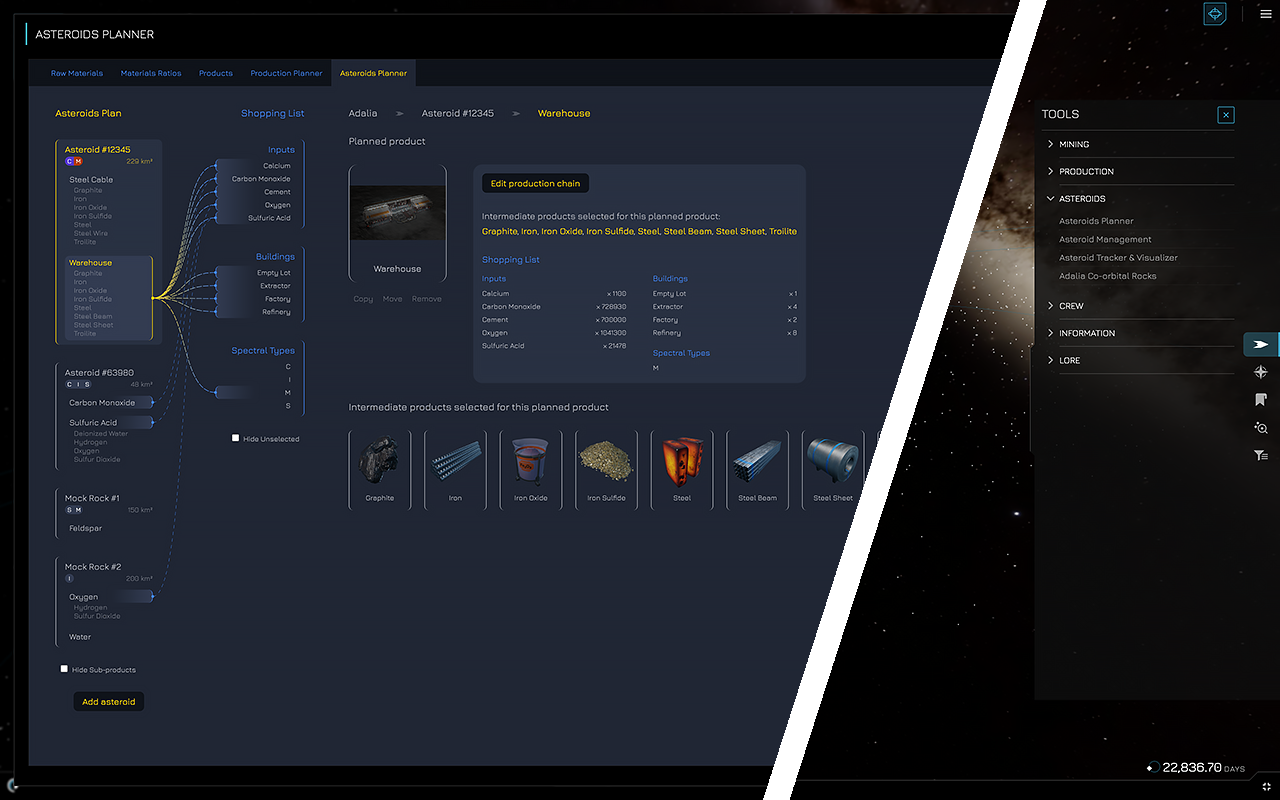 ASTEROIDS PLANNER
Raw Materials
Materials Ratios
Products
Production Planner
Asteroids Planner
Asteroids Plan
Asteroid #12345
C M
229 km²
Steel Cable
Graphite
Iron
Iron Oxide
Iron Sulfide
Steel
Steel Wire
Troilite
Warehouse
Graphite
Iron
Iron Oxide
Iron Sulfide
Steel
Steel Beam
Steel Sheet
Troilite
Asteroid #63980
C I S
48 km²
Carbon Monoxide
Sulfuric Acid
Deionized Water
Hydrogen
Oxygen
Sulfur Dioxide
Mock Rock #1
S M
150 km²
Feldspar
Mock Rock #2
I
200 km²
Oxygen
Hydrogen
Sulfur Dioxide
Water
Hide Sub-products
Add asteroid
Shopping List
Inputs
Calcium
Carbon Monoxide
Cement
Oxygen
Sulfuric Acid
Buildings
Empty Lot
Extractor
Factory
Refinery
Spectral Types
C
I
M
S
Hide Unselected
Adalia
Asteroid #12345
Warehouse
Planned product
Warehouse
Copy Move Remove
Edit production chain
Intermediate products selected for this planned product:
Graphite, Iron, Iron Oxide, Iron Sulfide, Steel, Steel Beam, Steel Sheet, Troilite
Shopping List
Inputs
Calcium x 1100
Carbon Monoxide x 728930
Cement x 700000
Oxygen x 1041300
Sulfuric Acid x 21478
Buildings
Empty Lot x 1
Extractor x 4
Factory x 2
Refinery x 8
Spectral Types
M
Intermediate products selected for this planned product
Graphite
Iron
Iron Oxide
Iron Sulfide
Steel
Steel Beam
Steel Sheet
TOOLS
MINING
PRODUCTION
ASTEROIDS
Asteroids Planner
Asteroid Management
Asteroid Tracker & Visualizer
Adalia Co-orbital Rocks
CREW
INFORMATION
LORE
22,836.70 DAYS